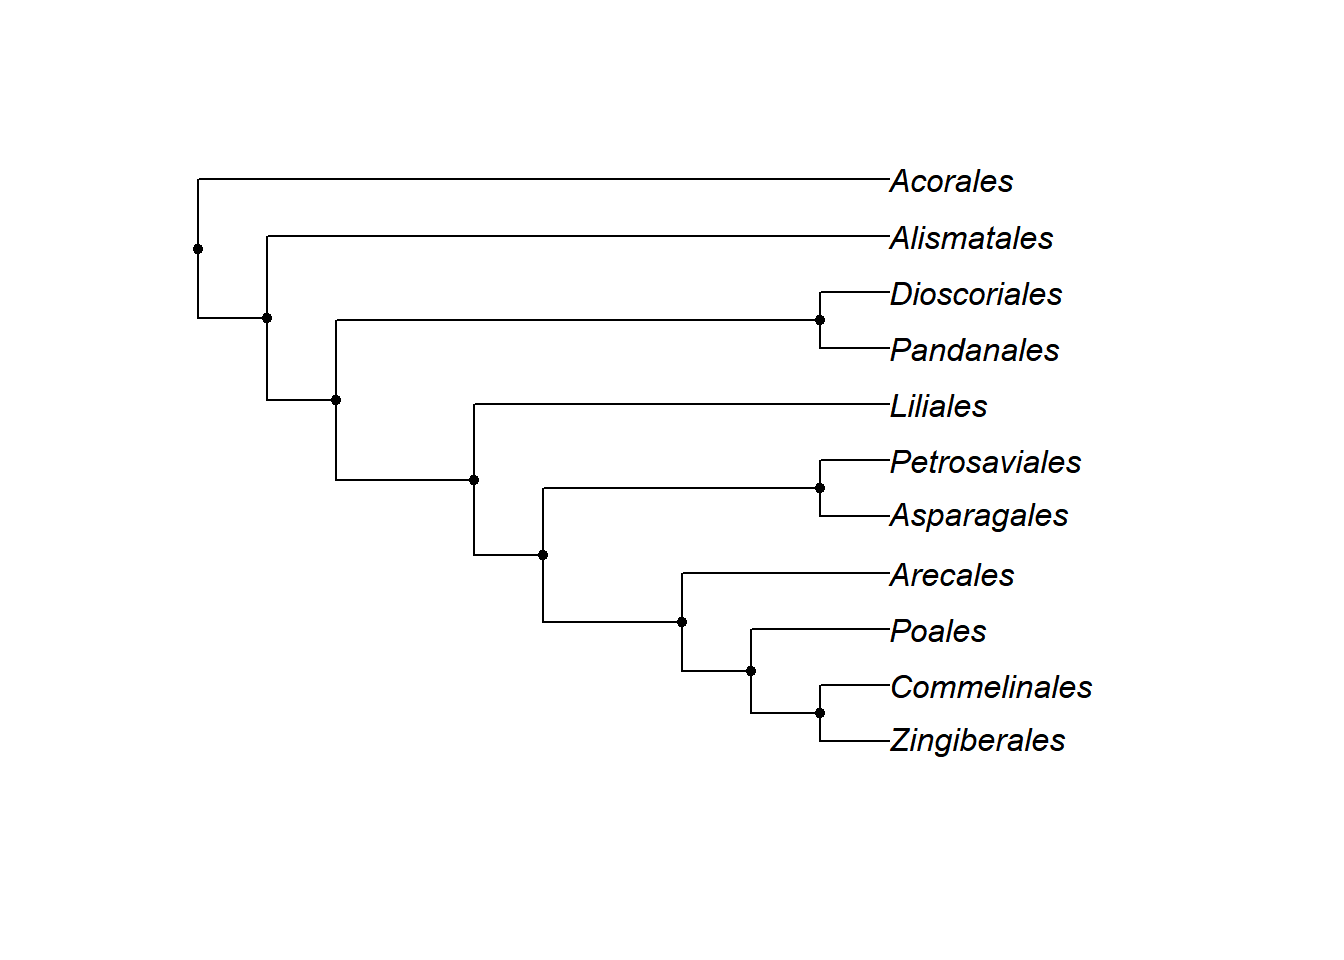 Acorales
Alismatales
Dioscoriales
Pandanales
Liliales
Petrosaviales
Asparagales
Arecales
Poales
Commelinales
Zingiberales